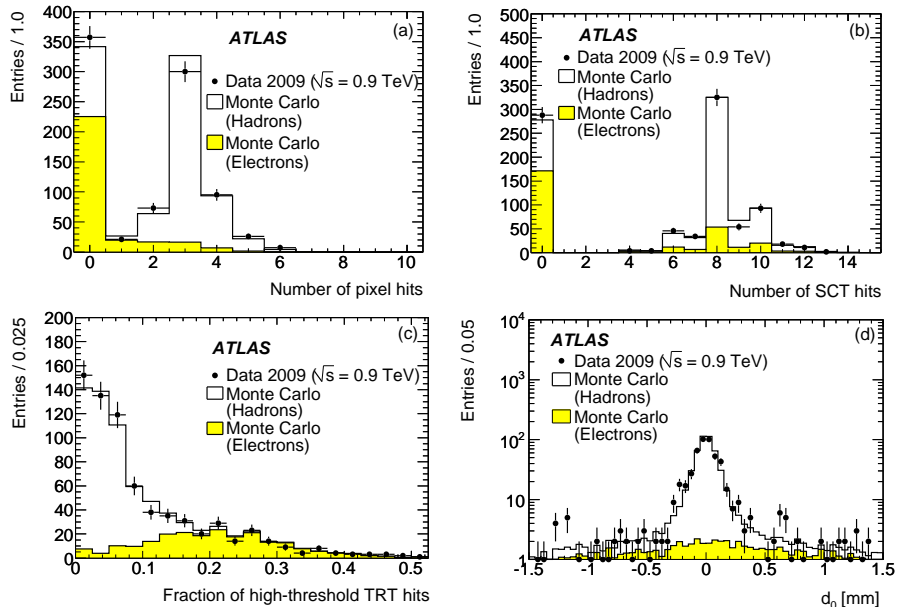 Entries / 1.0
400
350
300
250
200
150
100
50
0
ATLAS
(a)
Data 2009 (√s = 0.9 TeV)
Monte Carlo
(Hadrons)
Monte Carlo
(Electrons)
0 2 4 6 8 10
Number of pixel hits
Entries / 1.0
500
450
400
350
300
250
200
150
100
50
0
ATLAS
(b)
Data 2009 (√s = 0.9 TeV)
Monte Carlo
(Hadrons)
Monte Carlo
(Electrons)
0 2 4 6 8 10 12 14
Number of SCT hits
Entries / 0.025
200
180
160
140
120
100
80
60
40
20
0
ATLAS
(c)
Data 2009 (√s = 0.9 TeV)
Monte Carlo
(Hadrons)
Monte Carlo
(Electrons)
0 0.1 0.2 0.3 0.4 0.5
Fraction of high-threshold TRT hits
Entries / 0.05
10⁴
10³
10²
10
1
ATLAS
(d)
Data 2009 (√s = 0.9 TeV)
Monte Carlo
(Hadrons)
Monte Carlo
(Electrons)
-1.5 -1 -0.5 0 0.5 1 1.5
d₀ [mm]